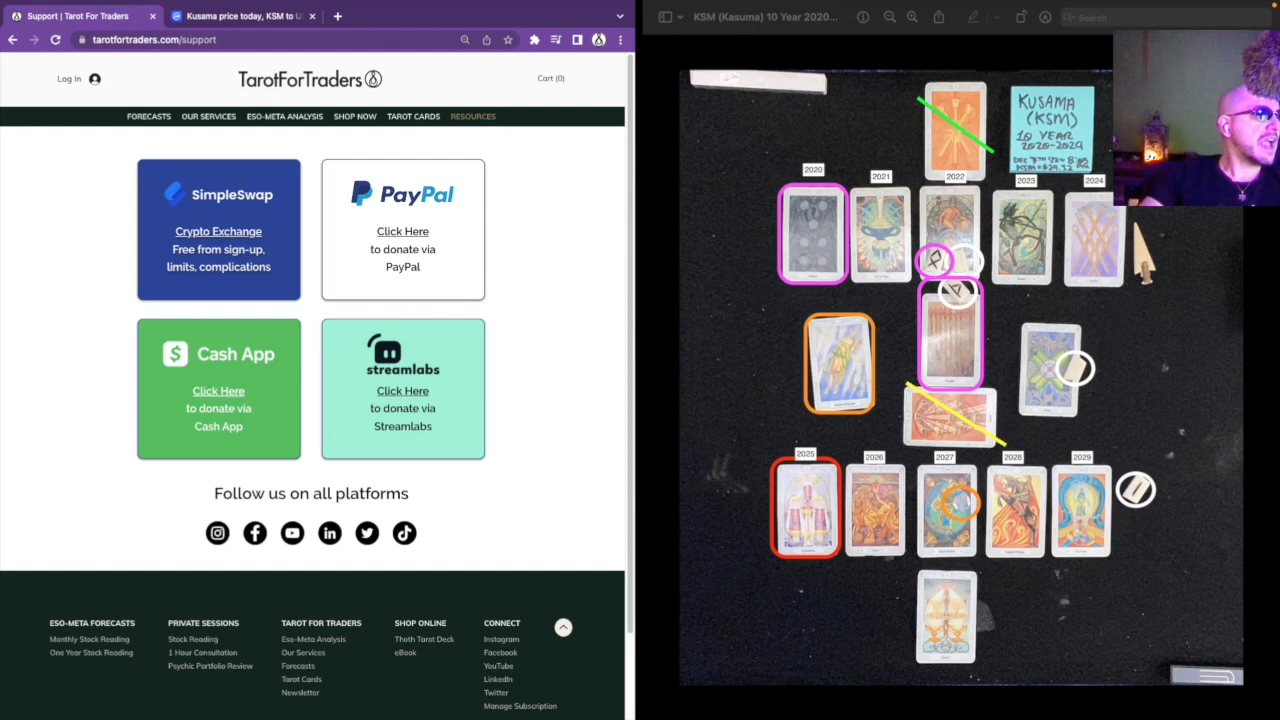 Support | Tarot For Traders
Kusama price today, KSM to U
KSM (Kasuma) 10 Year 2020...
Search
tarotfortraders.com/support
Log in
TarotForTraders
Cart (0)
FORECASTS OUR SERVICES ESO-META ANALYSIS SHOP NOW TAROT CARDS RESOURCES
SimpleSwap
Crypto Exchange
Free from sign-up,
limits, complications
PayPal
Click Here
to donate via
PayPal
Cash App
Click Here
to donate via
Cash App
streamlabs
Click Here
to donate via
Streamlabs
Follow us on all platforms
ESO-META FORECASTS
Monthly Stock Reading
One Year Stock Reading
PRIVATE SESSIONS
Stock Reading
1 Hour Consultation
Psychic Portfolio Review
TAROT FOR TRADERS
Eso-Meta Analysis
Our Services
Forecasts
Tarot Cards
Newsletter
SHOP ONLINE
Thoth Tarot Deck
eBook
CONNECT
Instagram
Facebook
YouTube
LinkedIn
Twitter
Manage Subscription
KUSAMA
(KSM)
10 YEAR
2020-2029
2020
2021
2022
2023
2024
2025
2026
2027
2028
2029